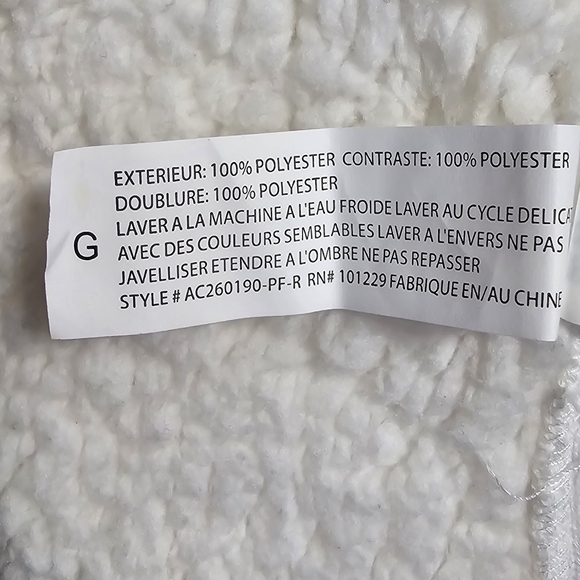 G
EXTERIEUR: 100% POLYESTER CONTRASTE: 100% POLYESTER
DOUBLURE: 100% POLYESTER
LAVER A LA MACHINE A L'EAU FROIDE LAVER AU CYCLE DELICAT
AVEC DES COULEURS SEMBLABLES LAVER A L'ENVERS NE PAS
JAVELLISER ETENDRE A L'OMBRE NE PAS REPASSER
STYLE # AC260190-PF-R RN# 101229 FABRIQUE EN/AU CHINE